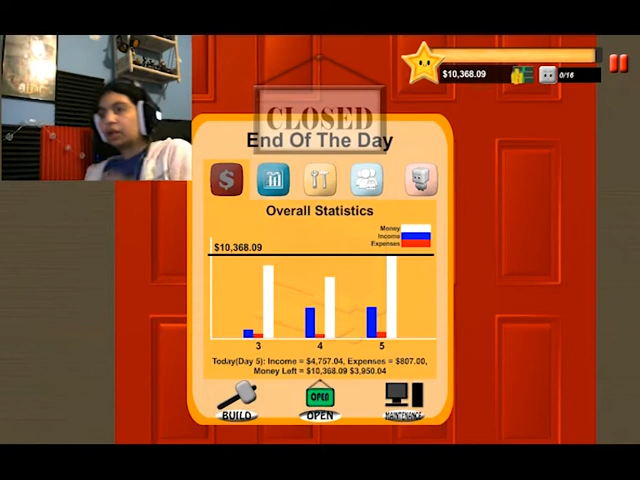 $10,368.09
0/16
CLOSED
End Of The Day
$
Overall Statistics
Money
Income
Expenses
$10,368.09
3 4 5
Today(Day 5): Income = $4,757.04, Expenses = $807.00,
Money Left = $10,368.09 $3,950.04
OPEN
BUILD OPEN MAINTENANCE